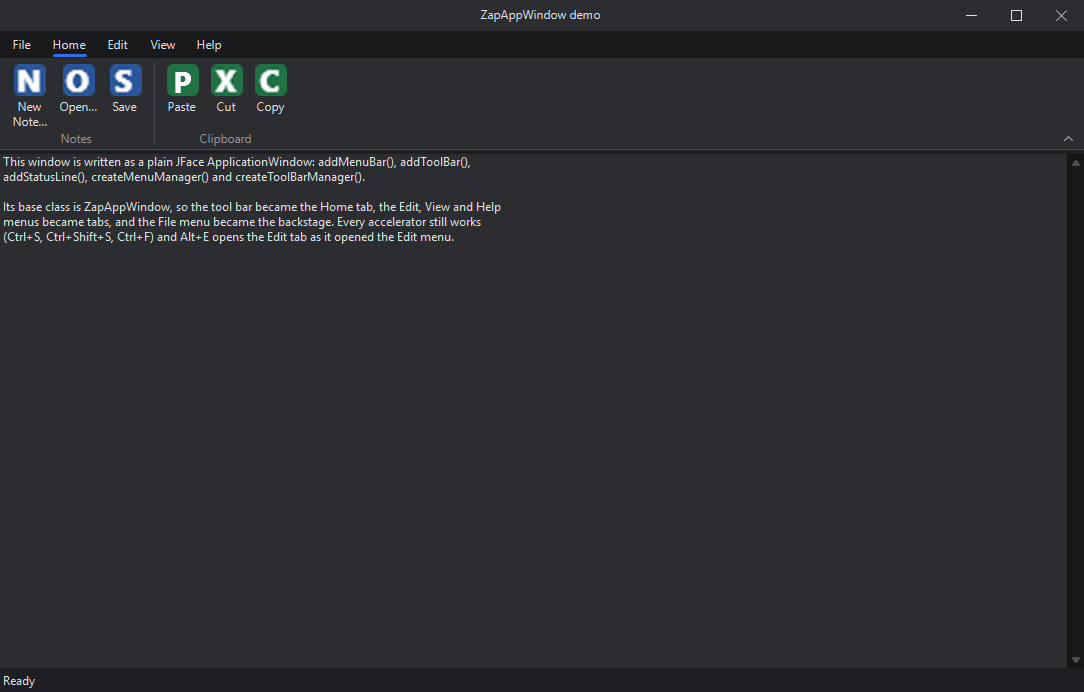 ZapAppWindow demo
File Home Edit View Help
N O S P X C
New Note... Open... Save Paste Cut Copy
Notes Clipboard
This window is written as a plain JFace ApplicationWindow: addMenuBar(), addToolBar(),
addStatusLine(), createMenuManager() and createToolBarManager().
Its base class is ZapAppWindow, so the tool bar became the Home tab, the Edit, View and Help
menus became tabs, and the File menu became the backstage. Every accelerator still works
(Ctrl+S, Ctrl+Shift+S, Ctrl+F) and Alt+E opens the Edit tab as it opened the Edit menu.
Ready